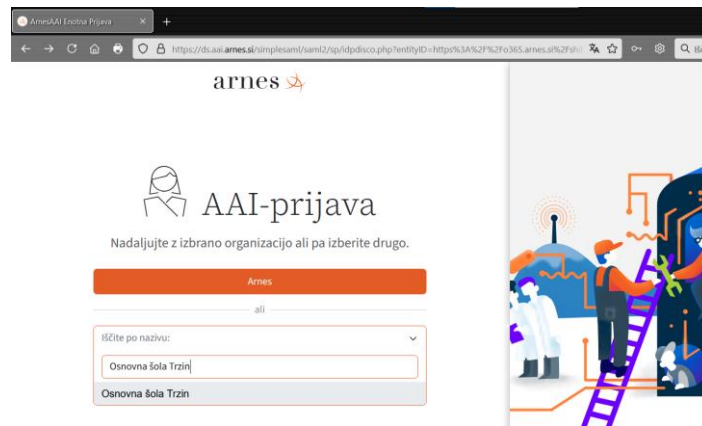 ArnesAAI Enotna Prijava
https://ds.aai.arnes.si/simplesaml/saml2/sp/idpdisco.php?entityID=https%3A%2F%2Fo365.arnes.si%2Fshi
arnes
AAI-prijava
Nadaljujte z izbrano organizacijo ali pa izberite drugo.
Arnes
ali
Iščite po nazivu:
Osnovna šola Trzin
Osnovna šola Trzin